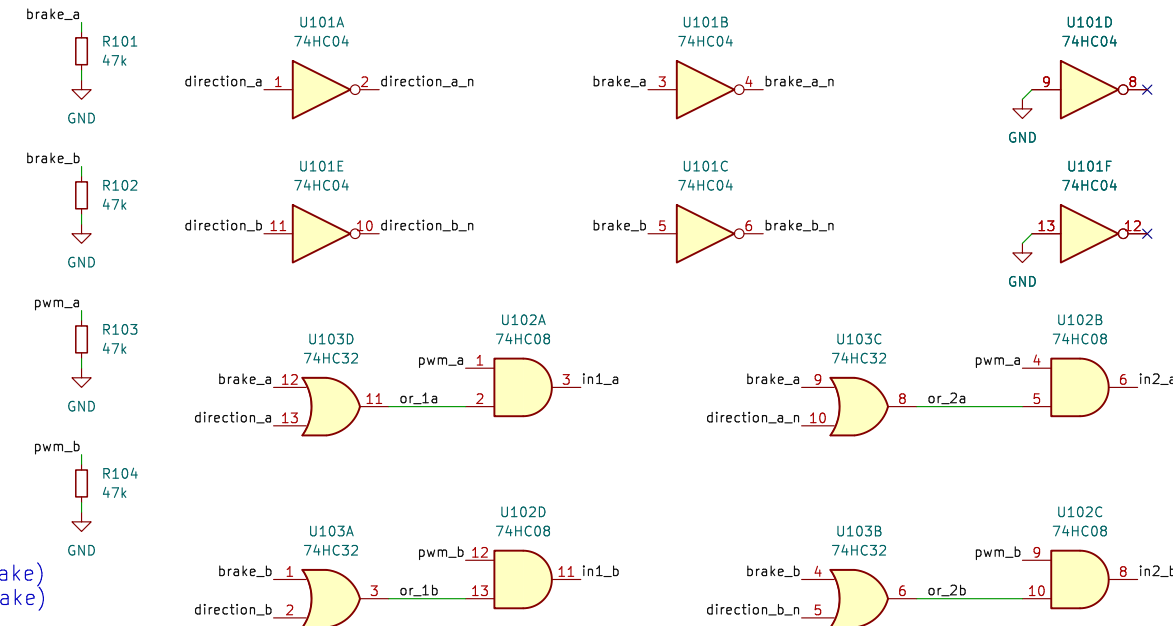 brake_a
R101
47k
GND
U101A
74HC04
direction_a 1 2 direction_a_n
U101B
74HC04
brake_a 3 4 brake_a_n
U101D
74HC04
9 8
GND
brake_b
R102
47k
GND
U101E
74HC04
direction_b 11 10 direction_b_n
U101C
74HC04
brake_b 5 6 brake_b_n
U101F
74HC04
13 12
GND
pwm_a
R103
47k
GND
U103D
74HC32
brake_a 12
direction_a 13
11 or_1a
U102A
74HC08
pwm_a 1
2
3 in1_a
U103C
74HC32
brake_a 9
direction_a_n 10
8 or_2a
U102B
74HC08
pwm_a 4
5
6 in2_a
pwm_b
R104
47k
GND
ake)
ake)
U103A
74HC32
brake_b 1
direction_b 2
3 or_1b
U102D
74HC08
pwm_b 12
13
11 in1_b
U103B
74HC32
brake_b 4
direction_b_n 5
6 or_2b
U102C
74HC08
pwm_b 9
10
8 in2_b